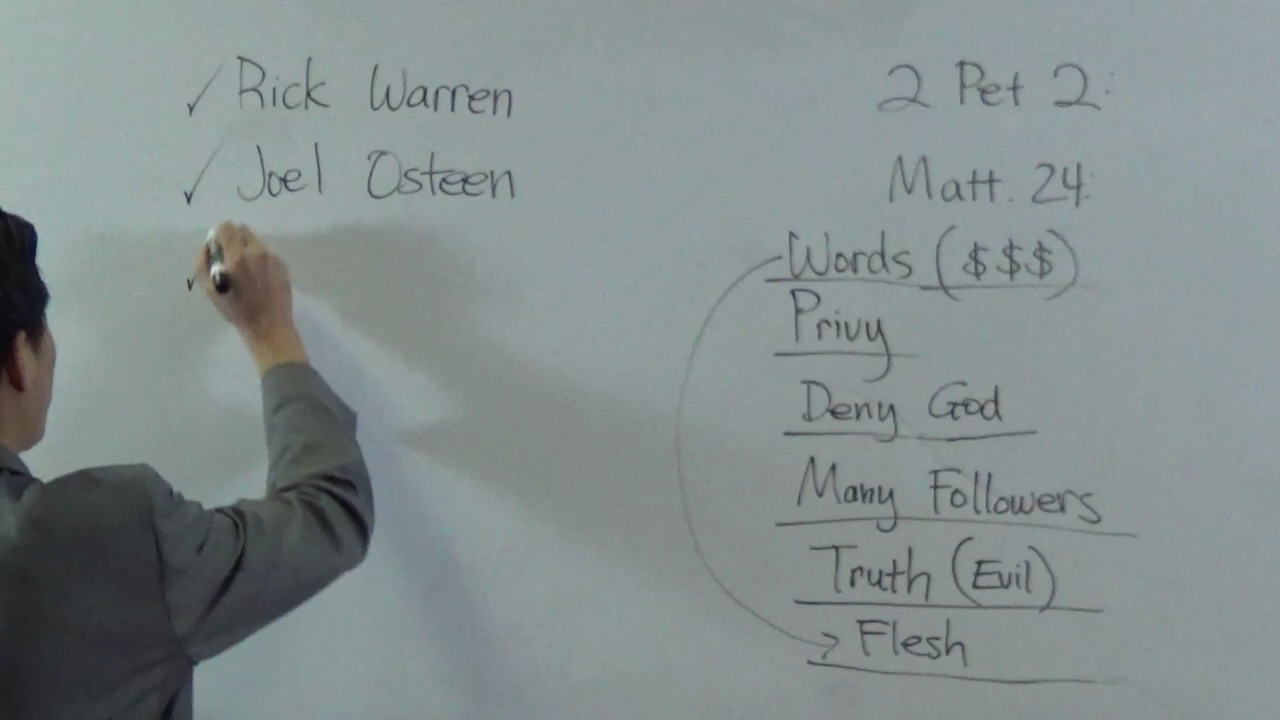 ✓ Rick Warren
✓ Joel Osteen
✓
2 Pet 2:
Matt. 24:
Words ($$$)
Privy
Deny God
Many Followers
Truth (Evil)
→ Flesh